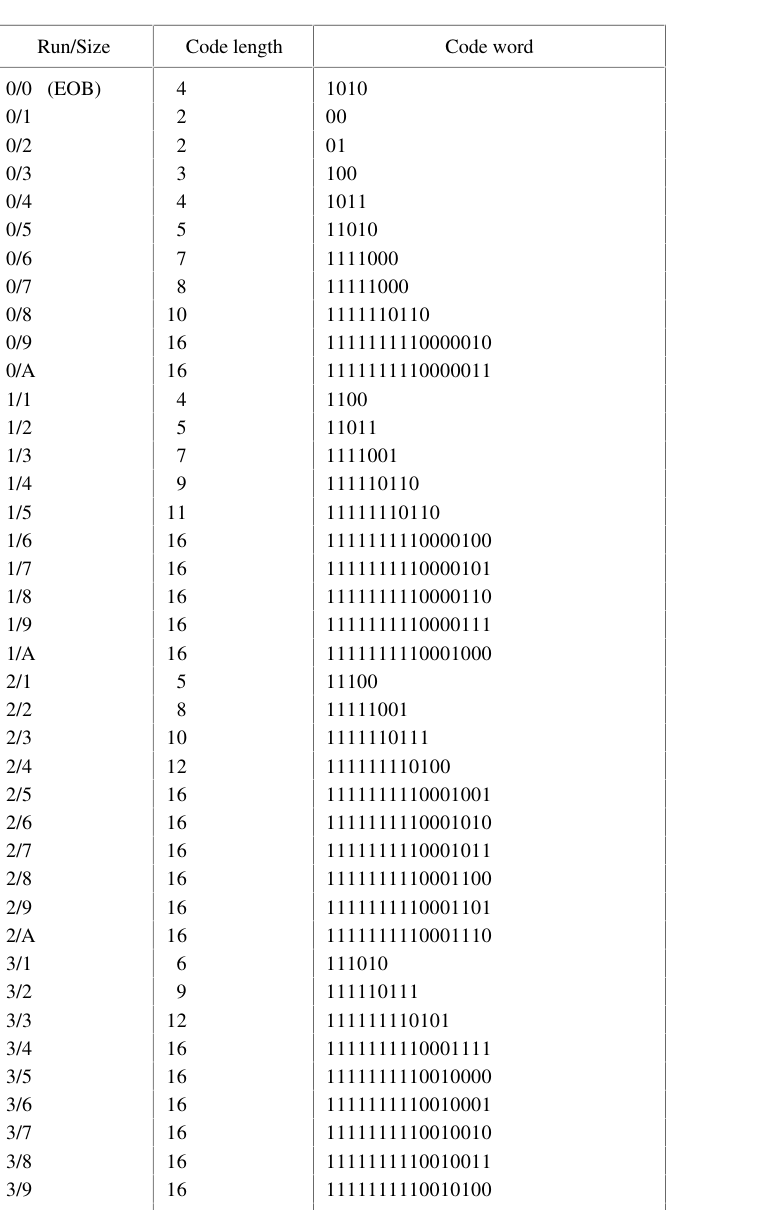 Run/Size Code length Code word
0/0 (EOB) 4 1010
0/1 2 00
0/2 2 01
0/3 3 100
0/4 4 1011
0/5 5 11010
0/6 7 1111000
0/7 8 11111000
0/8 10 1111110110
0/9 16 1111111110000010
0/A 16 1111111110000011
1/1 4 1100
1/2 5 11011
1/3 7 1111001
1/4 9 111110110
1/5 11 11111110110
1/6 16 1111111110000100
1/7 16 1111111110000101
1/8 16 1111111110000110
1/9 16 1111111110000111
1/A 16 1111111110001000
2/1 5 11100
2/2 8 11111001
2/3 10 1111110111
2/4 12 111111110100
2/5 16 1111111110001001
2/6 16 1111111110001010
2/7 16 1111111110001011
2/8 16 1111111110001100
2/9 16 1111111110001101
2/A 16 1111111110001110
3/1 6 111010
3/2 9 111110111
3/3 12 111111110101
3/4 16 1111111110001111
3/5 16 1111111110010000
3/6 16 1111111110010001
3/7 16 1111111110010010
3/8 16 1111111110010011
3/9 16 1111111110010100